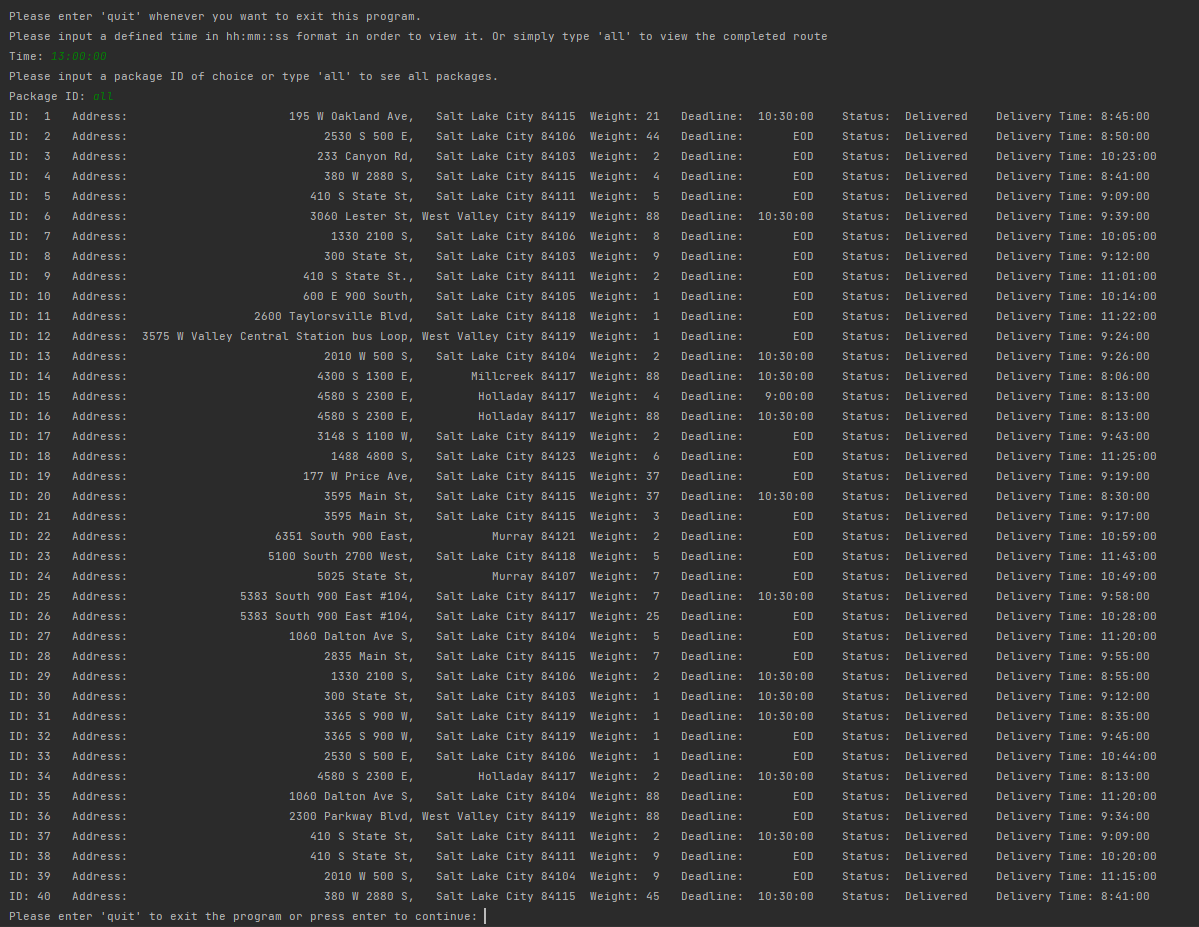 Please enter 'quit' whenever you want to exit this program.
Please input a defined time in hh:mm::ss format in order to view it. Or simply type 'all' to view the completed route
Time: 13:00:00
Please input a package ID of choice or type 'all' to see all packages.
Package ID: all
ID:  1   Address:                       195 W Oakland Ave,   Salt Lake City 84115  Weight: 21   Deadline:  10:30:00    Status:  Delivered    Delivery Time: 8:45:00
ID:  2   Address:                            2530 S 500 E,   Salt Lake City 84106  Weight: 44   Deadline:       EOD    Status:  Delivered    Delivery Time: 8:50:00
ID:  3   Address:                           233 Canyon Rd,   Salt Lake City 84103  Weight:  2   Deadline:       EOD    Status:  Delivered    Delivery Time: 10:23:00
ID:  4   Address:                            380 W 2880 S,   Salt Lake City 84115  Weight:  4   Deadline:       EOD    Status:  Delivered    Delivery Time: 8:41:00
ID:  5   Address:                          410 S State St,   Salt Lake City 84111  Weight:  5   Deadline:       EOD    Status:  Delivered    Delivery Time: 9:09:00
ID:  6   Address:                          3060 Lester St, West Valley City 84119  Weight: 88   Deadline:  10:30:00    Status:  Delivered    Delivery Time: 9:39:00
ID:  7   Address:                             1330 2100 S,   Salt Lake City 84106  Weight:  8   Deadline:       EOD    Status:  Delivered    Delivery Time: 10:05:00
ID:  8   Address:                            300 State St,   Salt Lake City 84103  Weight:  9   Deadline:       EOD    Status:  Delivered    Delivery Time: 9:12:00
ID:  9   Address:                         410 S State St.,   Salt Lake City 84111  Weight:  2   Deadline:       EOD    Status:  Delivered    Delivery Time: 11:01:00
ID: 10   Address:                         600 E 900 South,   Salt Lake City 84105  Weight:  1   Deadline:       EOD    Status:  Delivered    Delivery Time: 10:14:00
ID: 11   Address:                  2600 Taylorsville Blvd,   Salt Lake City 84118  Weight:  1   Deadline:       EOD    Status:  Delivered    Delivery Time: 11:22:00
ID: 12   Address:  3575 W Valley Central Station bus Loop, West Valley City 84119  Weight:  1   Deadline:       EOD    Status:  Delivered    Delivery Time: 9:24:00
ID: 13   Address:                            2010 W 500 S,   Salt Lake City 84104  Weight:  2   Deadline:  10:30:00    Status:  Delivered    Delivery Time: 9:26:00
ID: 14   Address:                           4300 S 1300 E,        Millcreek 84117  Weight: 88   Deadline:  10:30:00    Status:  Delivered    Delivery Time: 8:06:00
ID: 15   Address:                           4580 S 2300 E,         Holladay 84117  Weight:  4   Deadline:   9:00:00    Status:  Delivered    Delivery Time: 8:13:00
ID: 16   Address:                           4580 S 2300 E,         Holladay 84117  Weight: 88   Deadline:  10:30:00    Status:  Delivered    Delivery Time: 8:13:00
ID: 17   Address:                           3148 S 1100 W,   Salt Lake City 84119  Weight:  2   Deadline:       EOD    Status:  Delivered    Delivery Time: 9:43:00
ID: 18   Address:                             1488 4800 S,   Salt Lake City 84123  Weight:  6   Deadline:       EOD    Status:  Delivered    Delivery Time: 11:25:00
ID: 19   Address:                         177 W Price Ave,   Salt Lake City 84115  Weight: 37   Deadline:       EOD    Status:  Delivered    Delivery Time: 9:19:00
ID: 20   Address:                            3595 Main St,   Salt Lake City 84115  Weight: 37   Deadline:  10:30:00    Status:  Delivered    Delivery Time: 8:30:00
ID: 21   Address:                            3595 Main St,   Salt Lake City 84115  Weight:  3   Deadline:       EOD    Status:  Delivered    Delivery Time: 9:17:00
ID: 22   Address:                     6351 South 900 East,           Murray 84121  Weight:  2   Deadline:       EOD    Status:  Delivered    Delivery Time: 10:59:00
ID: 23   Address:                    5100 South 2700 West,   Salt Lake City 84118  Weight:  5   Deadline:       EOD    Status:  Delivered    Delivery Time: 11:43:00
ID: 24   Address:                           5025 State St,           Murray 84107  Weight:  7   Deadline:       EOD    Status:  Delivered    Delivery Time: 10:49:00
ID: 25   Address:                5383 South 900 East #104,   Salt Lake City 84117  Weight:  7   Deadline:  10:30:00    Status:  Delivered    Delivery Time: 9:58:00
ID: 26   Address:                5383 South 900 East #104,   Salt Lake City 84117  Weight: 25   Deadline:       EOD    Status:  Delivered    Delivery Time: 10:28:00
ID: 27   Address:                       1060 Dalton Ave S,   Salt Lake City 84104  Weight:  5   Deadline:       EOD    Status:  Delivered    Delivery Time: 11:20:00
ID: 28   Address:                            2835 Main St,   Salt Lake City 84115  Weight:  7   Deadline:       EOD    Status:  Delivered    Delivery Time: 9:55:00
ID: 29   Address:                             1330 2100 S,   Salt Lake City 84106  Weight:  2   Deadline:  10:30:00    Status:  Delivered    Delivery Time: 8:55:00
ID: 30   Address:                            300 State St,   Salt Lake City 84103  Weight:  1   Deadline:  10:30:00    Status:  Delivered    Delivery Time: 9:12:00
ID: 31   Address:                            3365 S 900 W,   Salt Lake City 84119  Weight:  1   Deadline:  10:30:00    Status:  Delivered    Delivery Time: 8:35:00
ID: 32   Address:                            3365 S 900 W,   Salt Lake City 84119  Weight:  1   Deadline:       EOD    Status:  Delivered    Delivery Time: 9:45:00
ID: 33   Address:                            2530 S 500 E,   Salt Lake City 84106  Weight:  1   Deadline:       EOD    Status:  Delivered    Delivery Time: 10:44:00
ID: 34   Address:                           4580 S 2300 E,         Holladay 84117  Weight:  2   Deadline:  10:30:00    Status:  Delivered    Delivery Time: 8:13:00
ID: 35   Address:                       1060 Dalton Ave S,   Salt Lake City 84104  Weight: 88   Deadline:       EOD    Status:  Delivered    Delivery Time: 11:20:00
ID: 36   Address:                       2300 Parkway Blvd, West Valley City 84119  Weight: 88   Deadline:       EOD    Status:  Delivered    Delivery Time: 9:34:00
ID: 37   Address:                          410 S State St,   Salt Lake City 84111  Weight:  2   Deadline:  10:30:00    Status:  Delivered    Delivery Time: 9:09:00
ID: 38   Address:                          410 S State St,   Salt Lake City 84111  Weight:  9   Deadline:       EOD    Status:  Delivered    Delivery Time: 10:20:00
ID: 39   Address:                            2010 W 500 S,   Salt Lake City 84104  Weight:  9   Deadline:       EOD    Status:  Delivered    Delivery Time: 11:15:00
ID: 40   Address:                            380 W 2880 S,   Salt Lake City 84115  Weight: 45   Deadline:  10:30:00    Status:  Delivered    Delivery Time: 8:41:00
Please enter 'quit' to exit the program or press enter to continue: